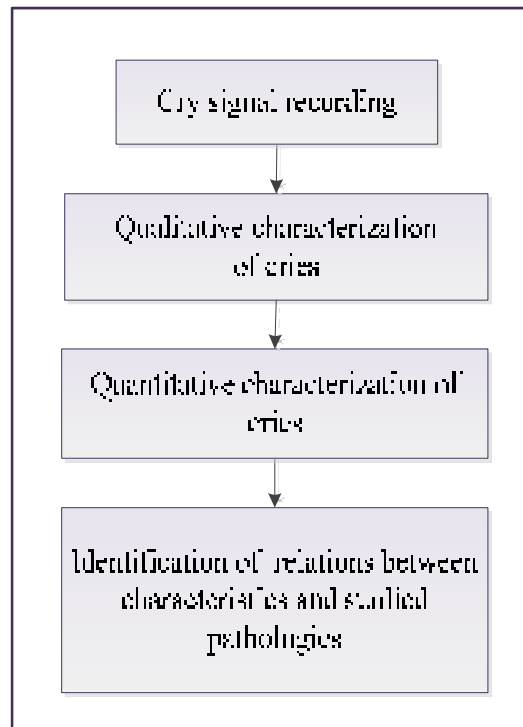 Cry signal recording
Qualitative characterization
of cries
Quantitative characterization of
cries
Identification of relations between
characteristics and studied
pathologies